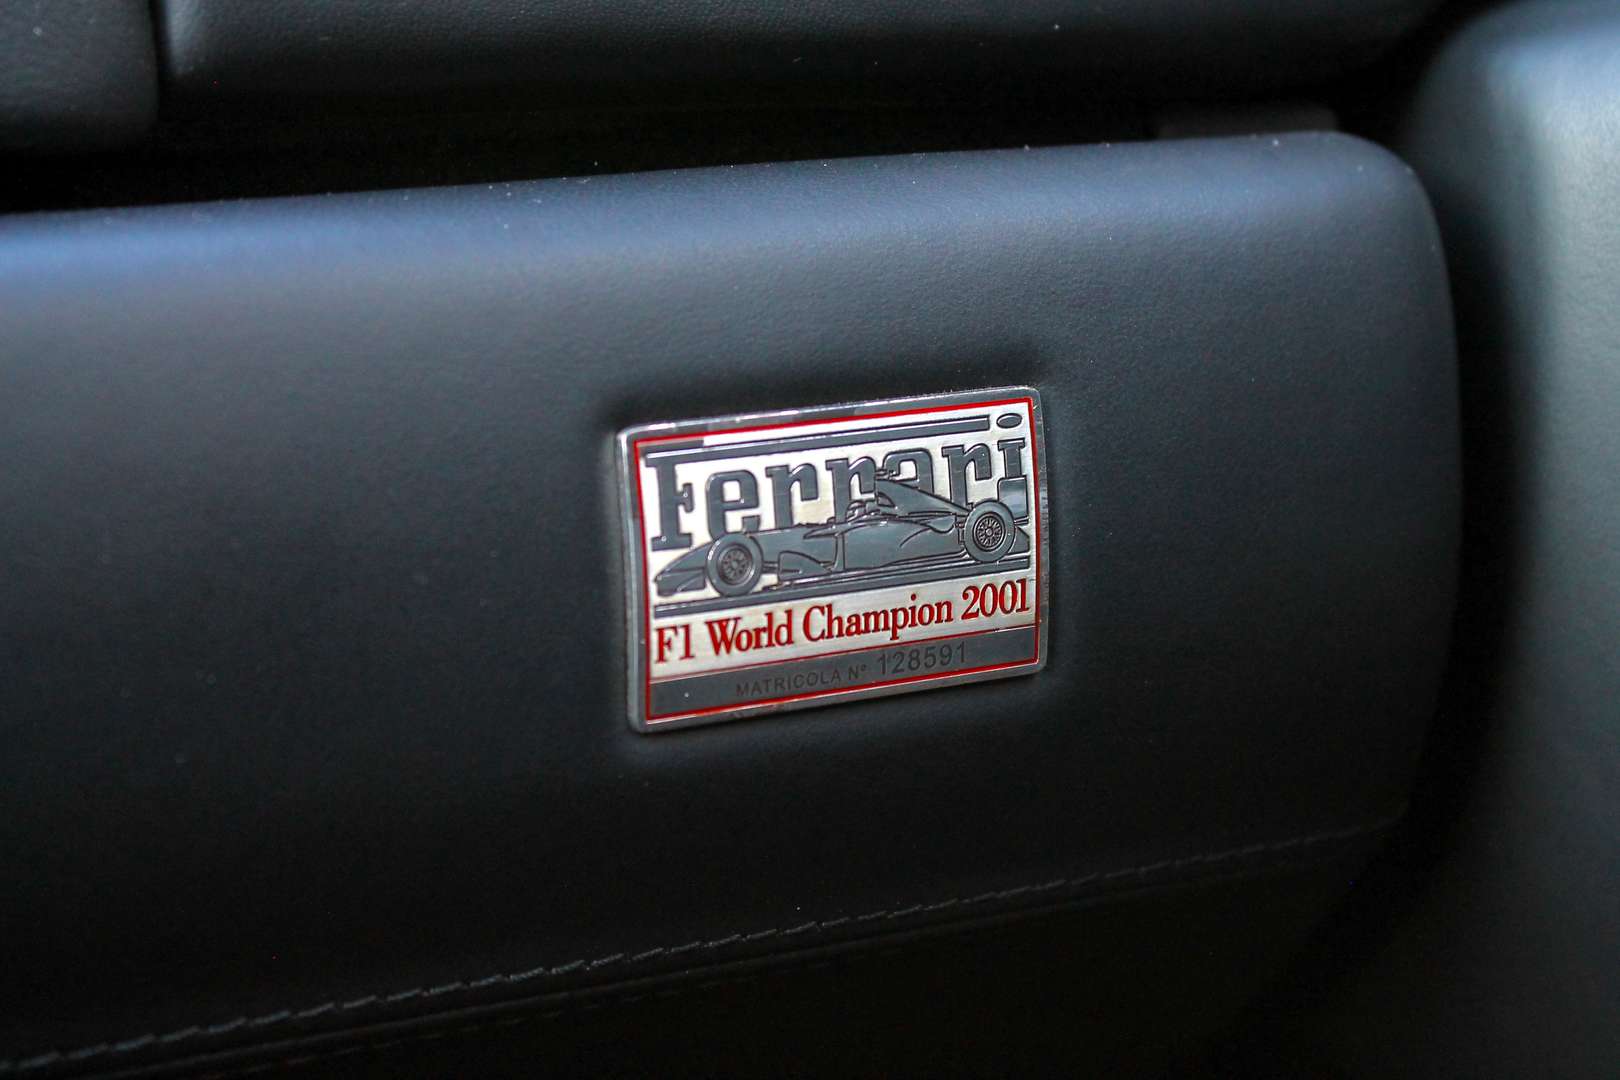 Ferrari
F1 World Champion 2001
MATRICOLA Nº 128591